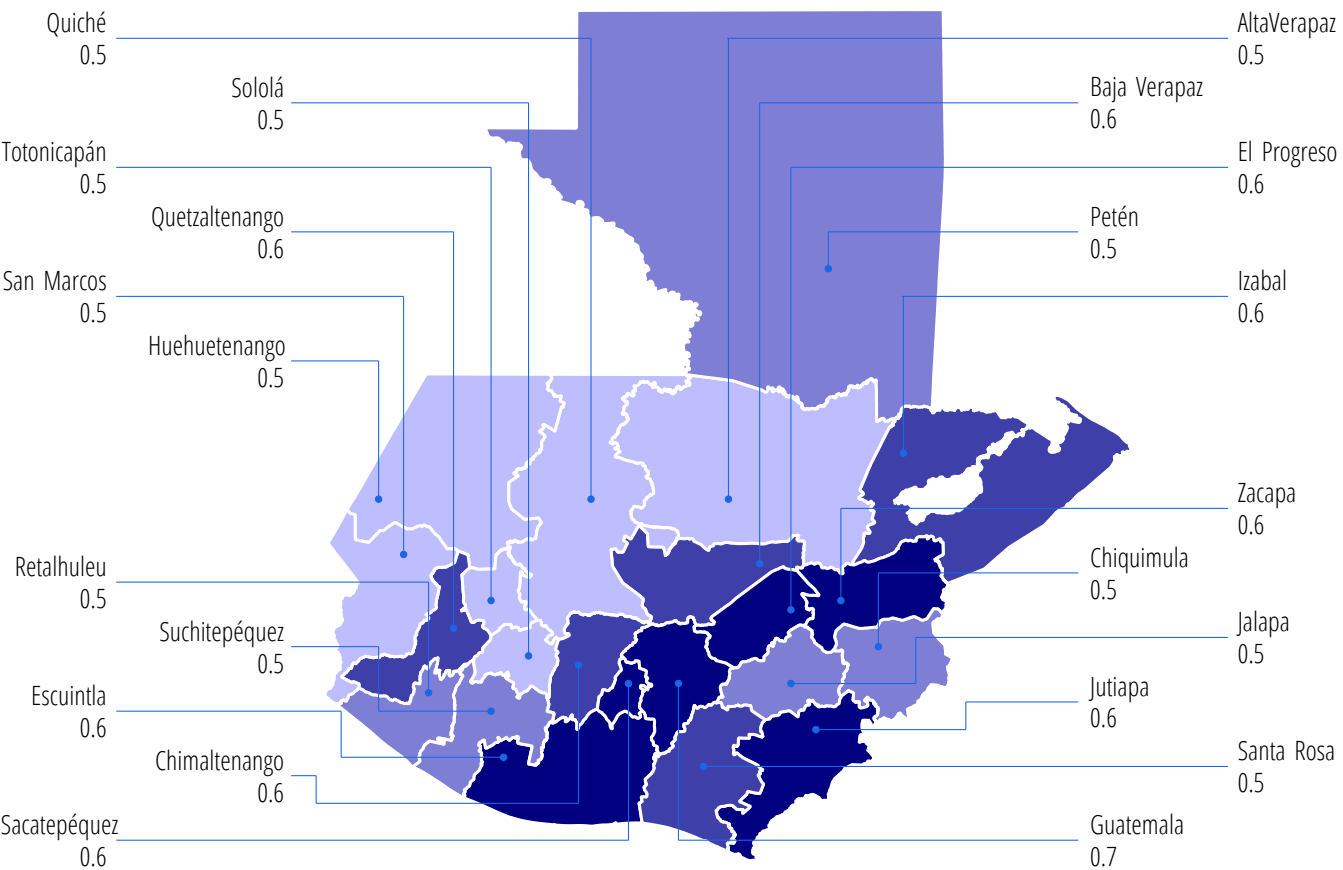 Quiché
0.5
Sololá
0.5
Totonicapán
0.5
Quetzaltenango
0.6
San Marcos
0.5
Huehuetenango
0.5
Retalhuleu
0.5
Suchitepéquez
0.5
Escuintla
0.6
Chimaltenango
0.6
Sacatepéquez
0.6
AltaVerapaz
0.5
Baja Verapaz
0.6
El Progreso
0.6
Petén
0.5
Izabal
0.6
Zacapa
0.6
Chiquimula
0.5
Jalapa
0.5
Jutiapa
0.6
Santa Rosa
0.5
Guatemala
0.7